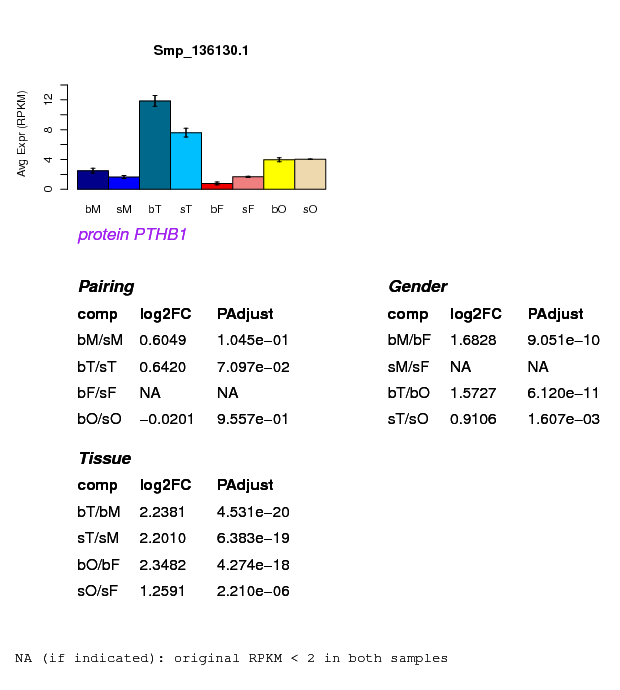 Smp_136130.1
Avg Expr (RPKM)
0 4 8 12
bM sM bT sT bF sF bO sO
protein PTHB1
Pairing
comp log2FC PAdjust
bM/sM 0.6049 1.045e−01
bT/sT 0.6420 7.097e−02
bF/sF NA NA
bO/sO −0.0201 9.557e−01
Gender
comp log2FC PAdjust
bM/bF 1.6828 9.051e−10
sM/sF NA NA
bT/bO 1.5727 6.120e−11
sT/sO 0.9106 1.607e−03
Tissue
comp log2FC PAdjust
bT/bM 2.2381 4.531e−20
sT/sM 2.2010 6.383e−19
bO/bF 2.3482 4.274e−18
sO/sF 1.2591 2.210e−06
NA (if indicated): original RPKM < 2 in both samples